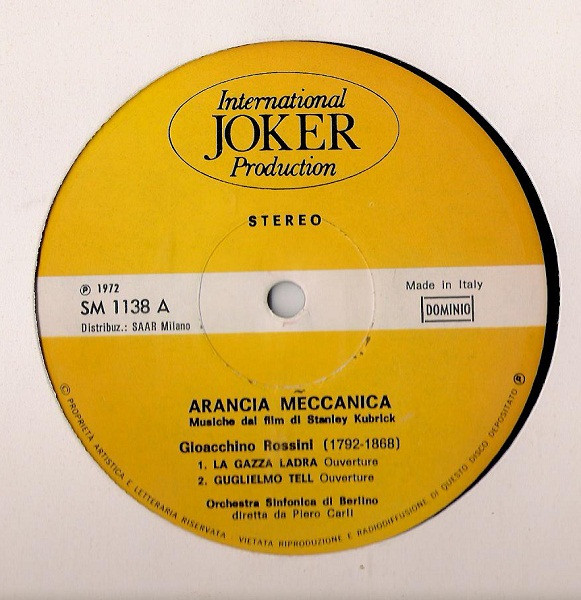 International
JOKER
Production
STEREO
Ⓟ 1972
SM 1138 A
Distribuz.: SAAR Milano
Made in Italy
DOMINIO
ARANCIA MECCANICA
Musiche dal film di Stanley Kubrick
Gioacchino Rossini (1792-1868)
1. LA GAZZA LADRA Ouverture
2. GUGLIELMO TELL Ouverture
Orchestra Sinfonica di Berlino
diretta da Piero Carli
© PROPRIETÀ ARTISTICA E LETTERARIA RISERVATA - VIETATA RIPRODUZIONE E RADIODIFFUSIONE DI QUESTO DISCO DEPOSITATO Ⓟ